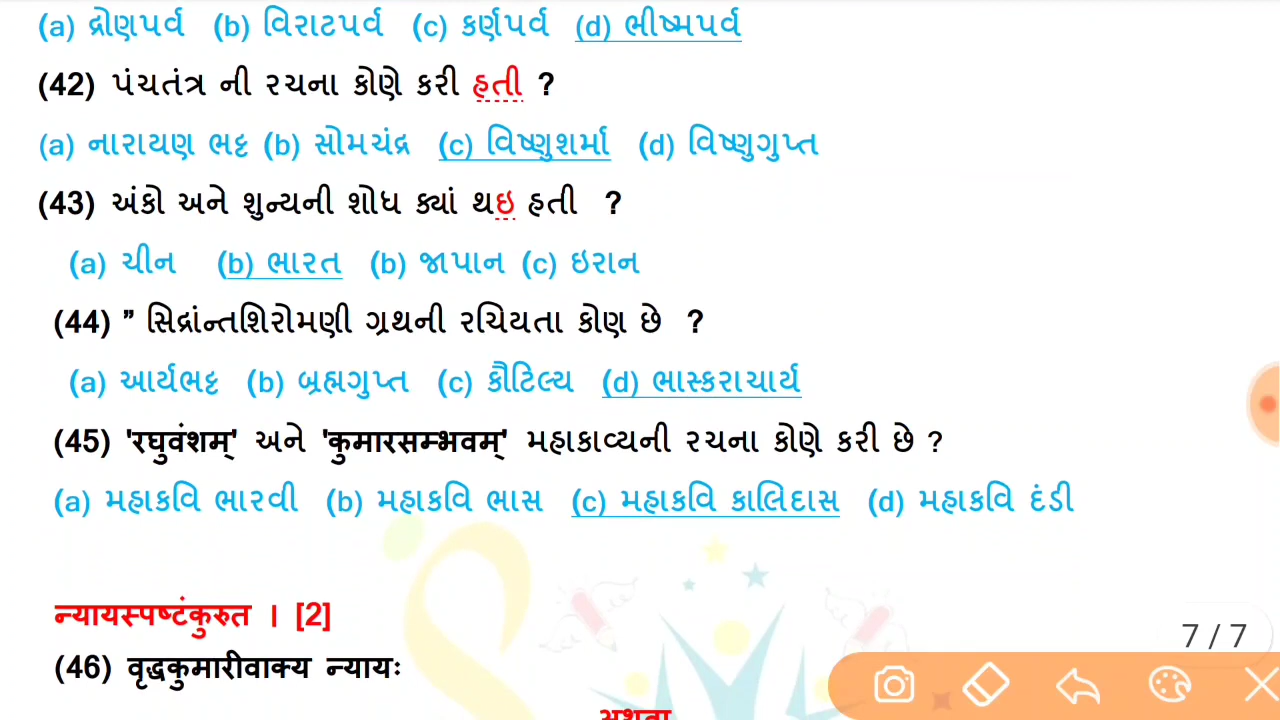 (a) દ્રોણપર્વ (b) વિરાટપર્વ (c) કર્ણપર્વ (d) ભીષ્મપર્વ
(42) પંચતંત્ર ની રચના કોણે કરી હતી ?
(a) નારાયણ ભટ્ટ (b) સોમચંદ્ર (c) વિષ્ણુશર્મા (d) વિષ્ણુગુપ્ત
(43) અંકો અને શુન્યની શોધ ક્યાં થઇ હતી ?
(a) ચીન (b) ભારત (b) જાપાન (c) ઇરાન
(44) ” સિદ્રાંન્તશિરોમણી ગ્રથની રચિયતા કોણ છે ?
(a) આર્યભટ્ટ (b) બ્રહ્મગુપ્ત (c) કૌટિલ્ય (d) ભાસ્કરાચાર્ય
(45) 'रघुवंशम्' અને 'कुमारसम्भवम्' મહાકાવ્યની રચના કોણે કરી છે ?
(a) મહાકવિ ભારવી (b) મહાકવિ ભાસ (c) મહાકવિ કાલિદાસ (d) મહાકવિ દંડી
न्यायस्पष्टंकुरुत । [2]
7 / 7
(46) वृद्धकुमारीवाक्य न्यायः
अथवा